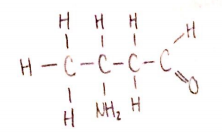 H H H H
H – C – C – C – C
H NH₂ H O